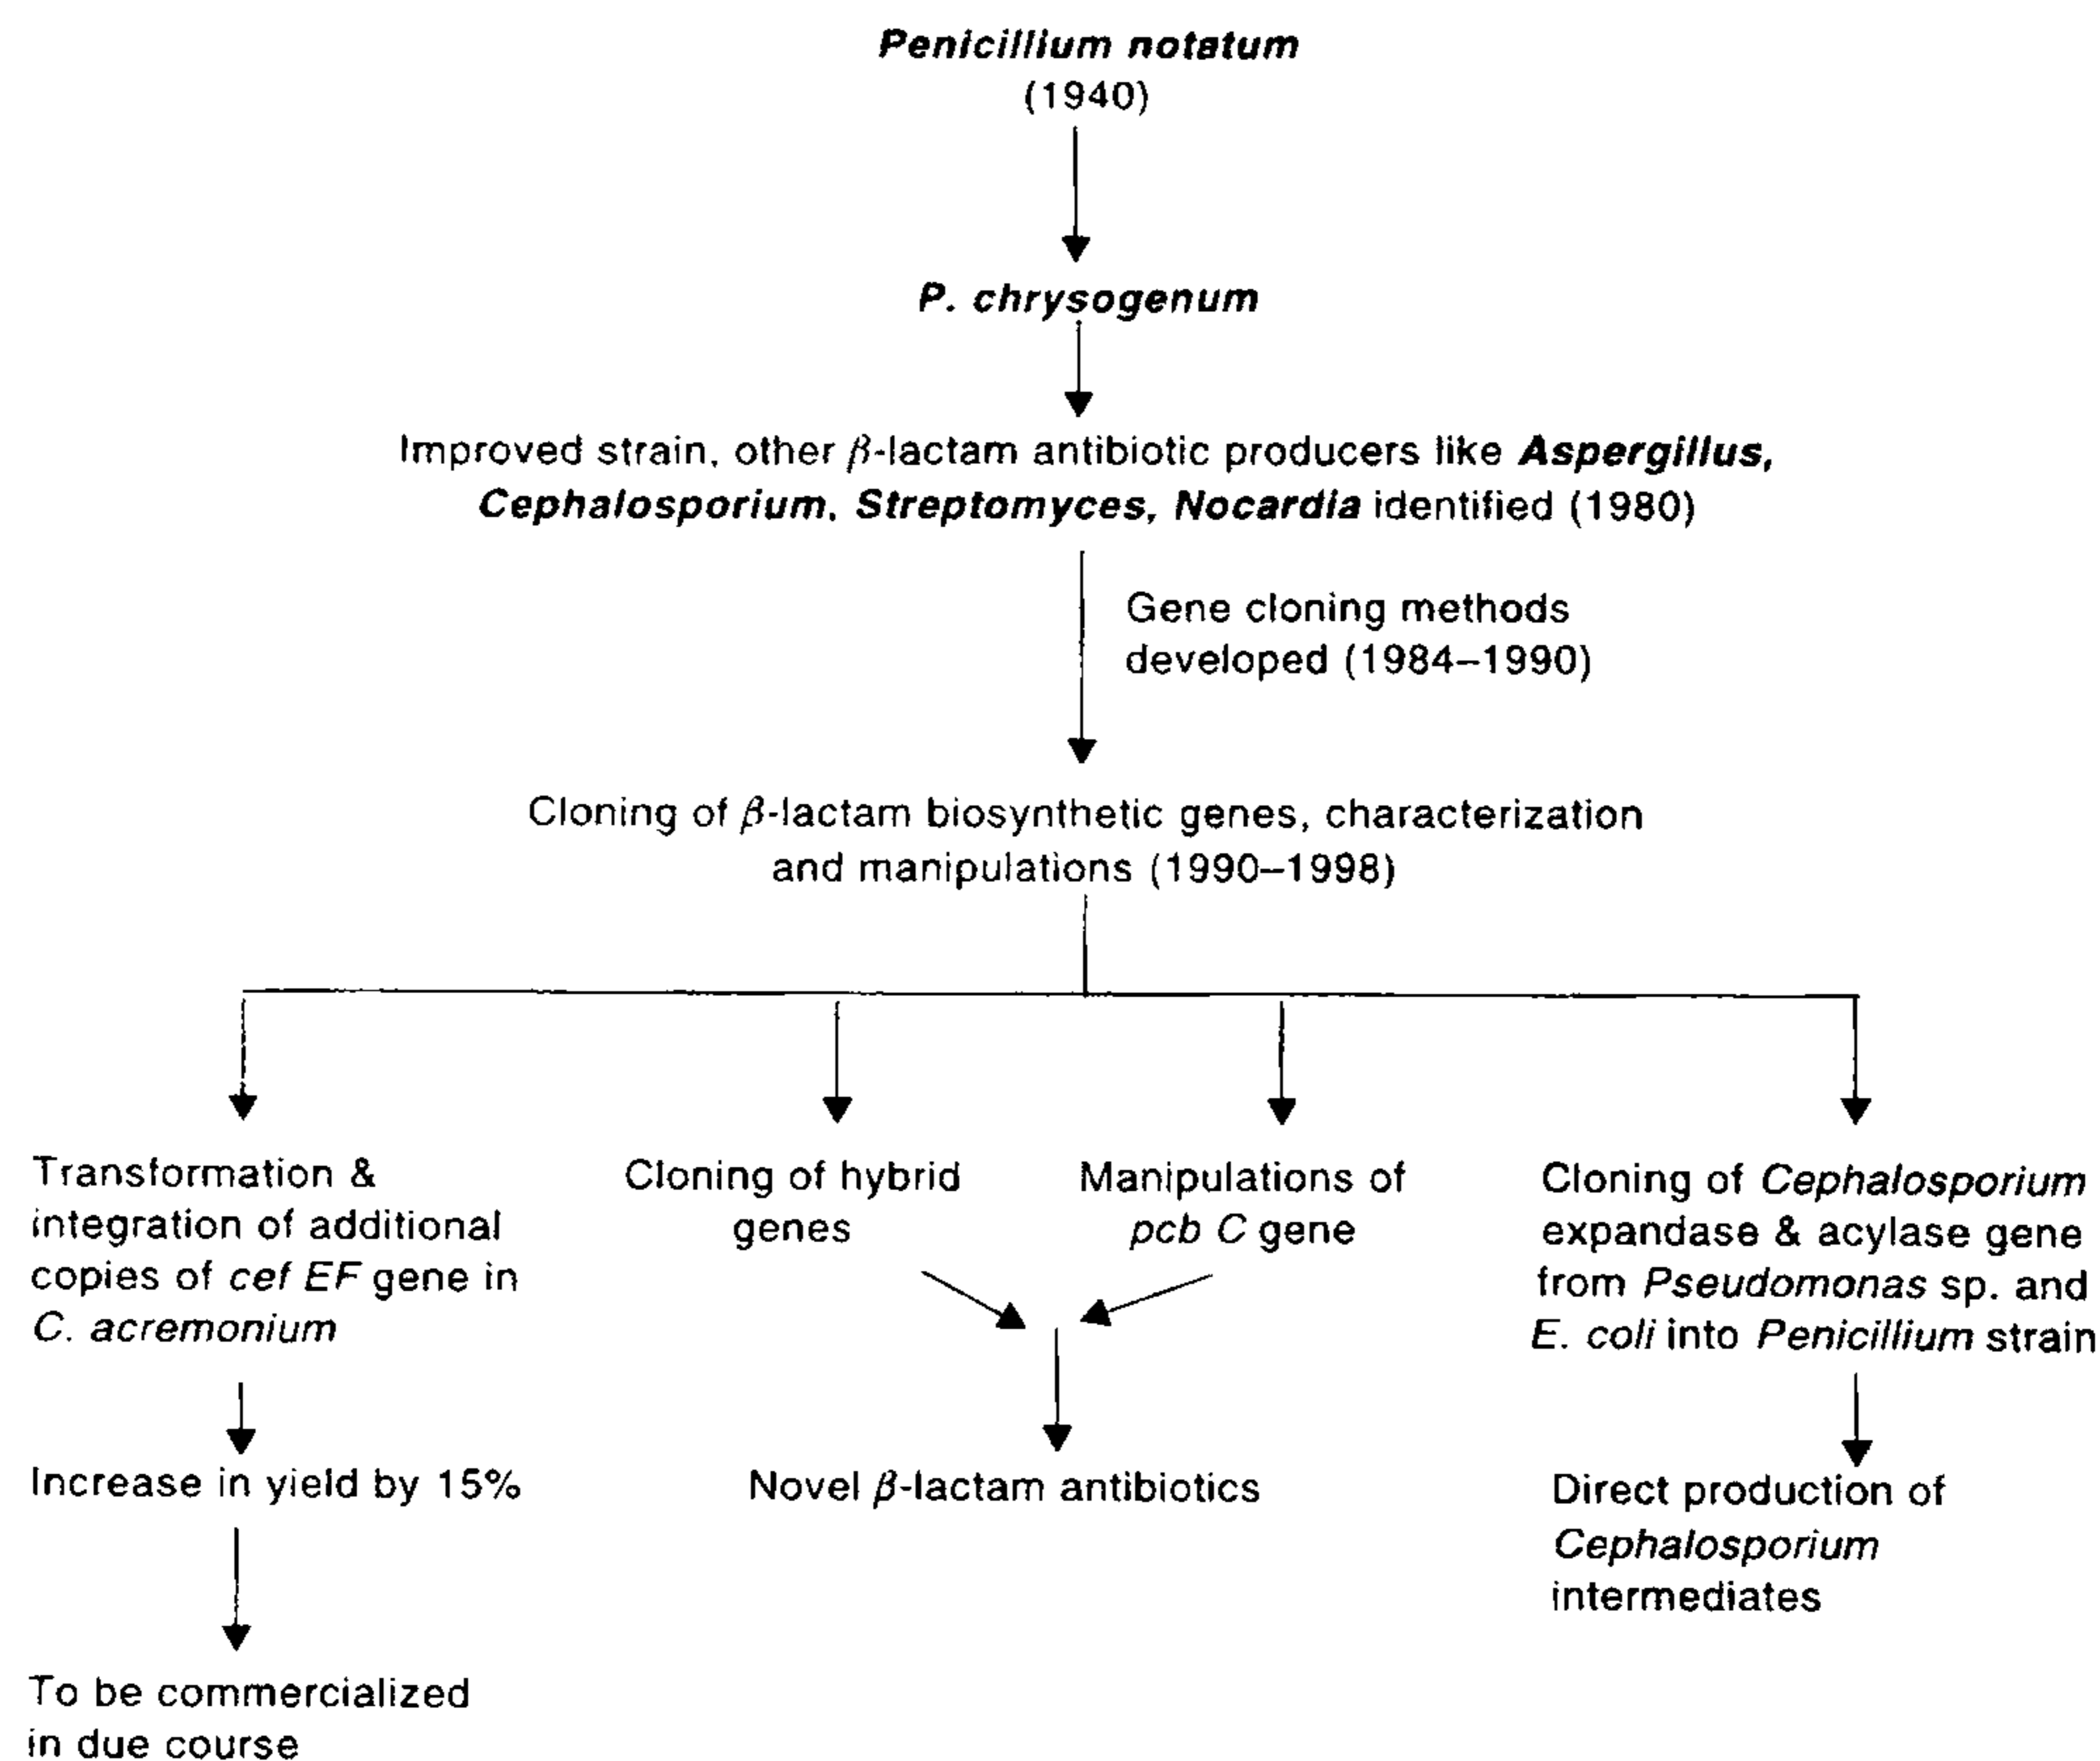 Penicillium notatum
(1940)
P. chrysogenum
Improved strain, other β-lactam antibiotic producers like Aspergillus,
Cephalosporium, Streptomyces, Nocardia identified (1980)
Gene cloning methods
developed (1984–1990)
Cloning of β-lactam biosynthetic genes, characterization
and manipulations (1990–1998)
Transformation &
integration of additional
copies of cef EF gene in
C. acremonium
Cloning of hybrid
genes
Manipulations of
pcb C gene
Cloning of Cephalosporium
expandase & acylase gene
from Pseudomonas sp. and
E. coli into Penicillium strain
Increase in yield by 15%
Novel β-lactam antibiotics
Direct production of
Cephalosporium
intermediates
To be commercialized
in due course